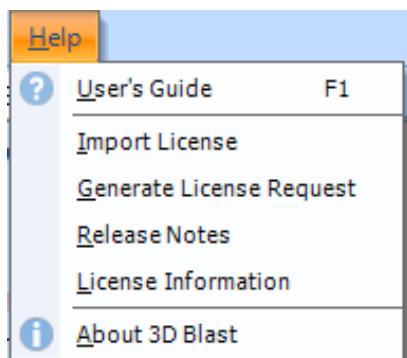 Help
User's Guide F1
Import License
Generate License Request
Release Notes
License Information
About 3D Blast